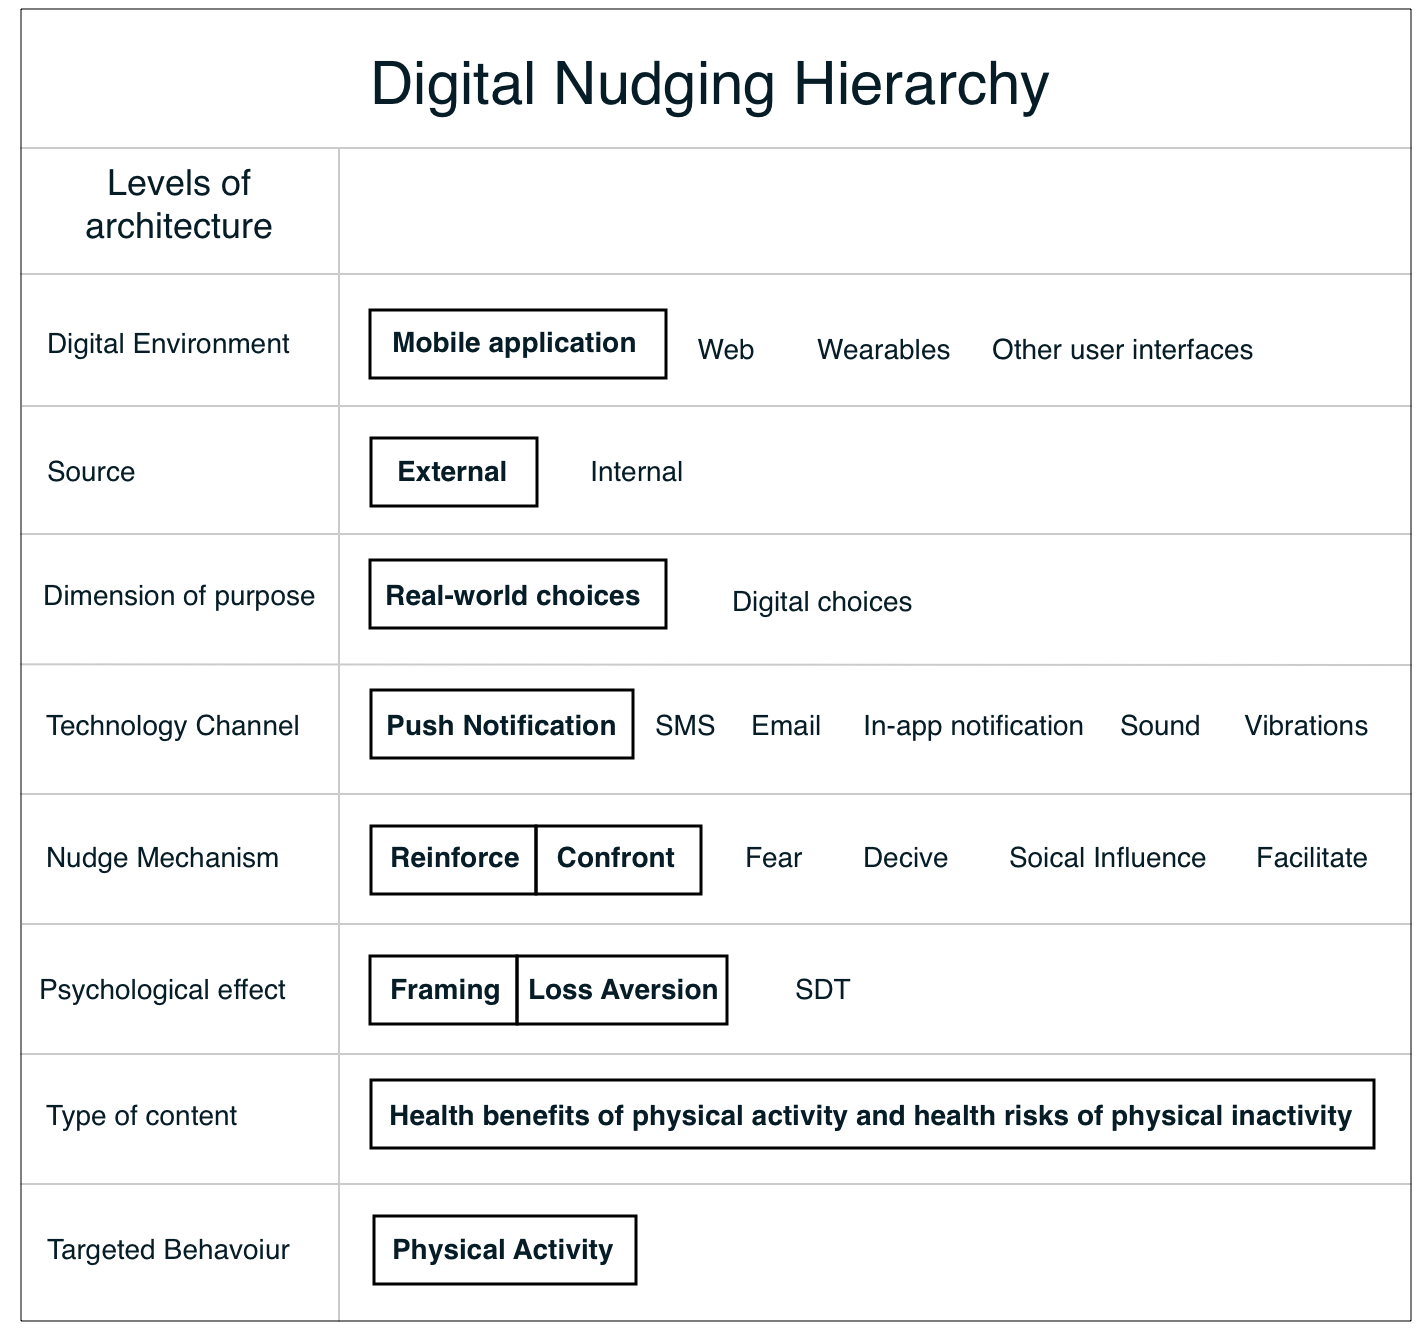 Digital Nudging Hierarchy
Levels of
architecture
Digital Environment Mobile application Web Wearables Other user interfaces
Source External Internal
Dimension of purpose Real-world choices Digital choices
Technology Channel Push Notification SMS Email In-app notification Sound Vibrations
Nudge Mechanism Reinforce Confront Fear Decive Soical Influence Facilitate
Psychological effect Framing Loss Aversion SDT
Type of content Health benefits of physical activity and health risks of physical inactivity
Targeted Behavoiur Physical Activity